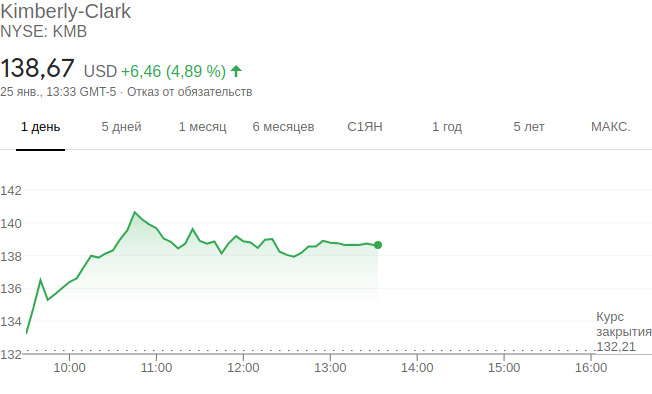 Kimberly-Clark
NYSE: KMB
138,67 USD +6,46 (4,89 %)
25 янв., 13:33 GMT-5 · Отказ от обязательств
1 день 5 дней 1 месяц 6 месяцев С1ЯН 1 год 5 лет МАКС.
142
140
138
136
134
132
Курс
закрытия
132,21
10:00 11:00 12:00 13:00 14:00 15:00 16:00